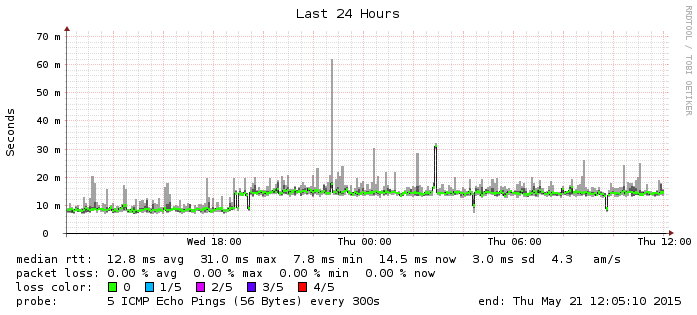 Last 24 Hours
RRDTOOL / TOBI OETIKER
Seconds
70 m
60 m
50 m
40 m
30 m
20 m
10 m
0
Wed 18:00 Thu 00:00 Thu 06:00 Thu 12:00
median rtt: 12.8 ms avg 31.0 ms max 7.8 ms min 14.5 ms now 3.0 ms sd 4.3 am/s
packet loss: 0.00 % avg 0.00 % max 0.00 % min 0.00 % now
loss color: 0 1/5 2/5 3/5 4/5
probe: 5 ICMP Echo Pings (56 Bytes) every 300s end: Thu May 21 12:05:10 2015